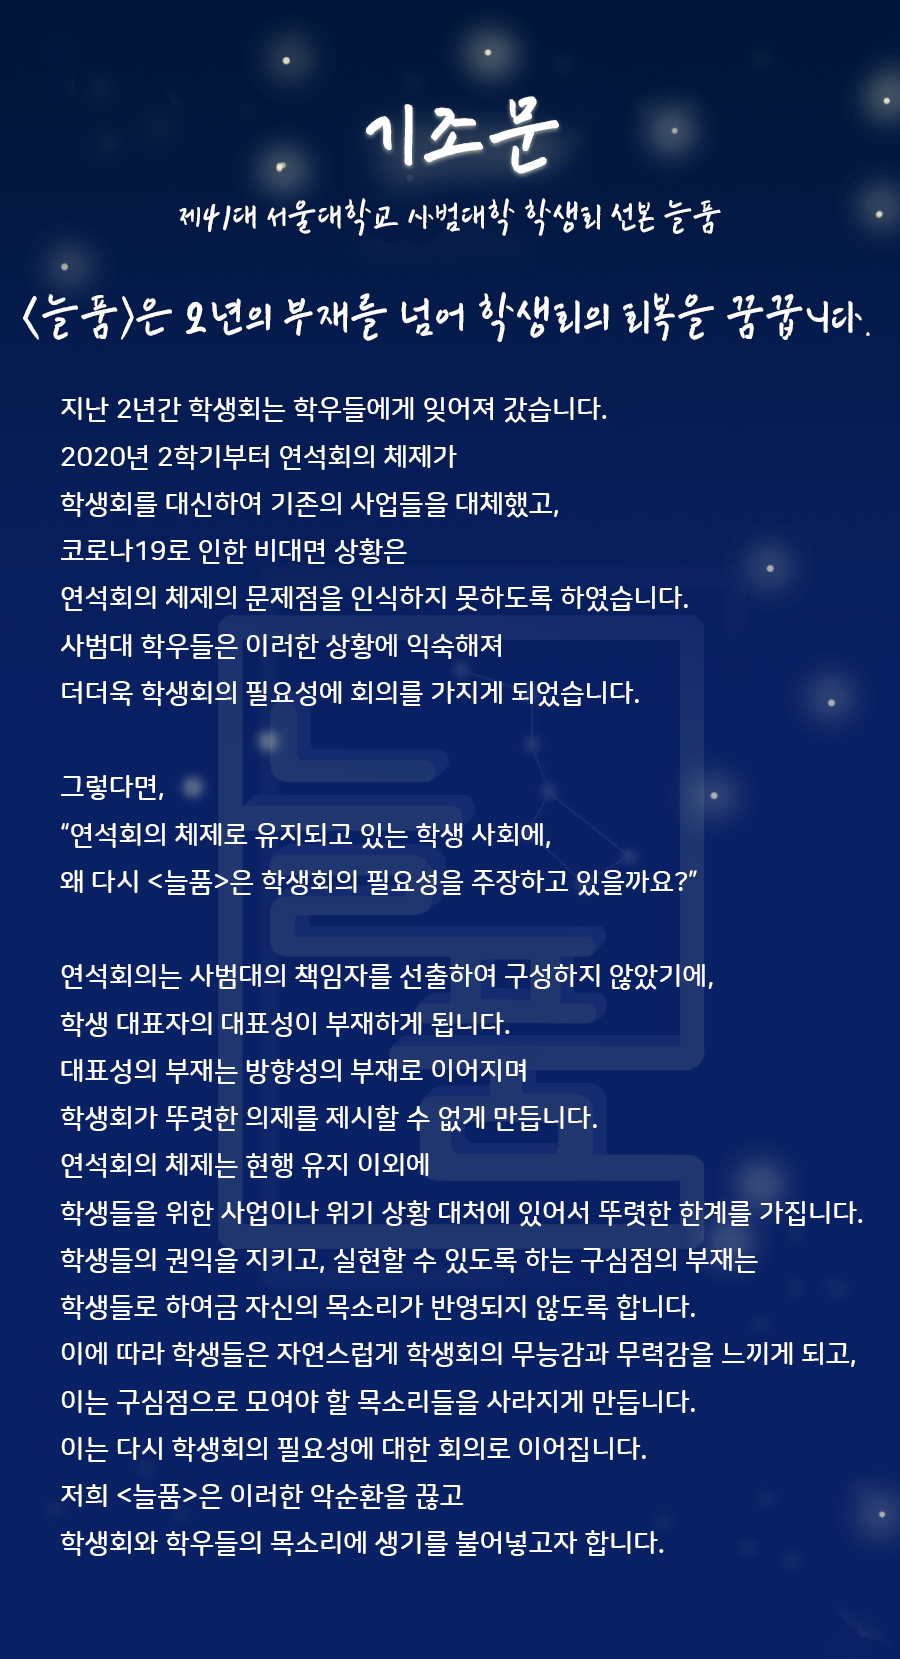 기조문
제41대 서울대학교 사범대학 학생회 선본 늘품
<늘품>은 오년의 부재를 넘어 학생회의 회복을 꿈꿉니다.
지난 2년간 학생회는 학우들에게 잊어져 갔습니다.
2020년 2학기부터 연석회의 체제가
학생회를 대신하여 기존의 사업들을 대체했고,
코로나19로 인한 비대면 상황은
연석회의 체제의 문제점을 인식하지 못하도록 하였습니다.
사범대 학우들은 이러한 상황에 익숙해져
더더욱 학생회의 필요성에 회의를 가지게 되었습니다.
그렇다면,
“연석회의 체제로 유지되고 있는 학생 사회에,
왜 다시 <늘품>은 학생회의 필요성을 주장하고 있을까요?”
연석회의는 사범대의 책임자를 선출하여 구성하지 않았기에,
학생 대표자의 대표성이 부재하게 됩니다.
대표성의 부재는 방향성의 부재로 이어지며
학생회가 뚜렷한 의제를 제시할 수 없게 만듭니다.
연석회의 체제는 현행 유지 이외에
학생들을 위한 사업이나 위기 상황 대처에 있어서 뚜렷한 한계를 가집니다.
학생들의 권익을 지키고, 실현할 수 있도록 하는 구심점의 부재는
학생들로 하여금 자신의 목소리가 반영되지 않도록 합니다.
이에 따라 학생들은 자연스럽게 학생회의 무능감과 무력감을 느끼게 되고,
이는 구심점으로 모여야 할 목소리들을 사라지게 만듭니다.
이는 다시 학생회의 필요성에 대한 회의로 이어집니다.
저희 <늘품>은 이러한 악순환을 끊고
학생회와 학우들의 목소리에 생기를 불어넣고자 합니다.